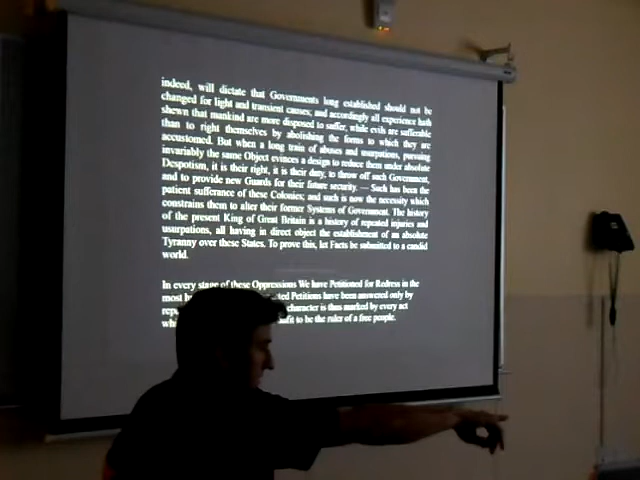 indeed, will dictate that Governments long established should not be
changed for light and transient causes; and accordingly all experience hath
shewn that mankind are more disposed to suffer, while evils are sufferable
than to right themselves by abolishing the forms to which they are
accustomed. But when a long train of abuses and usurpations, pursuing
invariably the same Object evinces a design to reduce them under absolute
Despotism, it is their right, it is their duty, to throw off such Government,
and to provide new Guards for their future security. — Such has been the
patient sufferance of these Colonies; and such is now the necessity which
constrains them to alter their former Systems of Government. The history
of the present King of Great Britain is a history of repeated injuries and
usurpations, all having in direct object the establishment of an absolute
Tyranny over these States. To prove this, let Facts be submitted to a candid
world.
In every stage of these Oppressions We have Petitioned for Redress in the
most Petitions have been answered only by
character is thus marked by every act
to be the ruler of a free people.